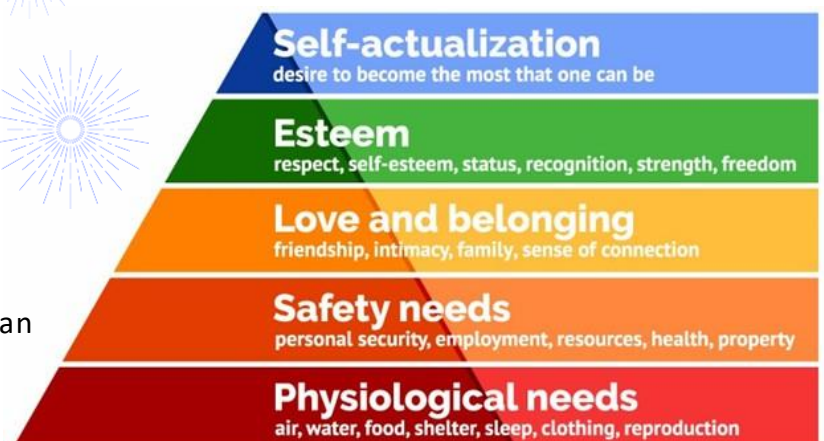 Self-actualization
desire to become the most that one can be
Esteem
respect, self-esteem, status, recognition, strength, freedom
Love and belonging
friendship, intimacy, family, sense of connection
an
Safety needs
personal security, employment, resources, health, property
Physiological needs
air, water, food, shelter, sleep, clothing, reproduction